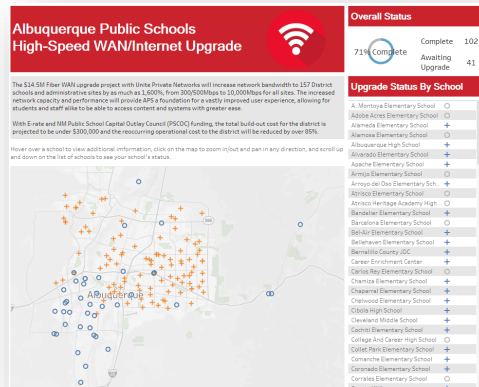 Albuquerque Public Schools
High-Speed WAN/Internet Upgrade
The $14.5M Fiber WAN upgrade project with Unite Private Networks will increase network bandwidth to 157 District
schools and administrative sites by as much as 1,600%, from 300/500Mbps to 10,000Mbps for all sites. The increased
network capacity and performance will provide APS a foundation for a vastly improved user experience, allowing for
students and staff alike to be able to access content and systems with greater ease.
With E-rate and NM Public School Capital Outlay Council (PSCOC) funding, the total build-out cost for the district is
projected to be under $300,000 and the reoccurring operational cost to the district will be reduced by over 85%.
Hover over a school to view additional information, click on the map to zoom in/out and pan in any direction, and scroll up
and down on the list of schools to see your school's status.
Albuquerque
Overall Status
71% Complete
Complete 102
Awaiting
Upgrade 41
Upgrade Status By School
A. Montoya Elementary School
Adobe Acres Elementary School
Alameda Elementary School
Alamosa Elementary School
Albuquerque High School
Alvarado Elementary School
Apache Elementary School
Armijo Elementary School
Arroyo del Oso Elementary Sch..
Atrisco Elementary School
Atrisco Heritage Academy High ..
Bandelier Elementary School
Barcelona Elementary School
Bel-Air Elementary School
Bellehaven Elementary School
Bernalillo County JDC
Career Enrichment Center
Carlos Rey Elementary School
Chamiza Elementary School
Chaparral Elementary School
Chelwood Elementary School
Cibola High School
Cleveland Middle School
Cochiti Elementary School
College And Career High School
Collet Park Elementary School
Comanche Elementary School
Coronado Elementary School
Corrales Elementary School